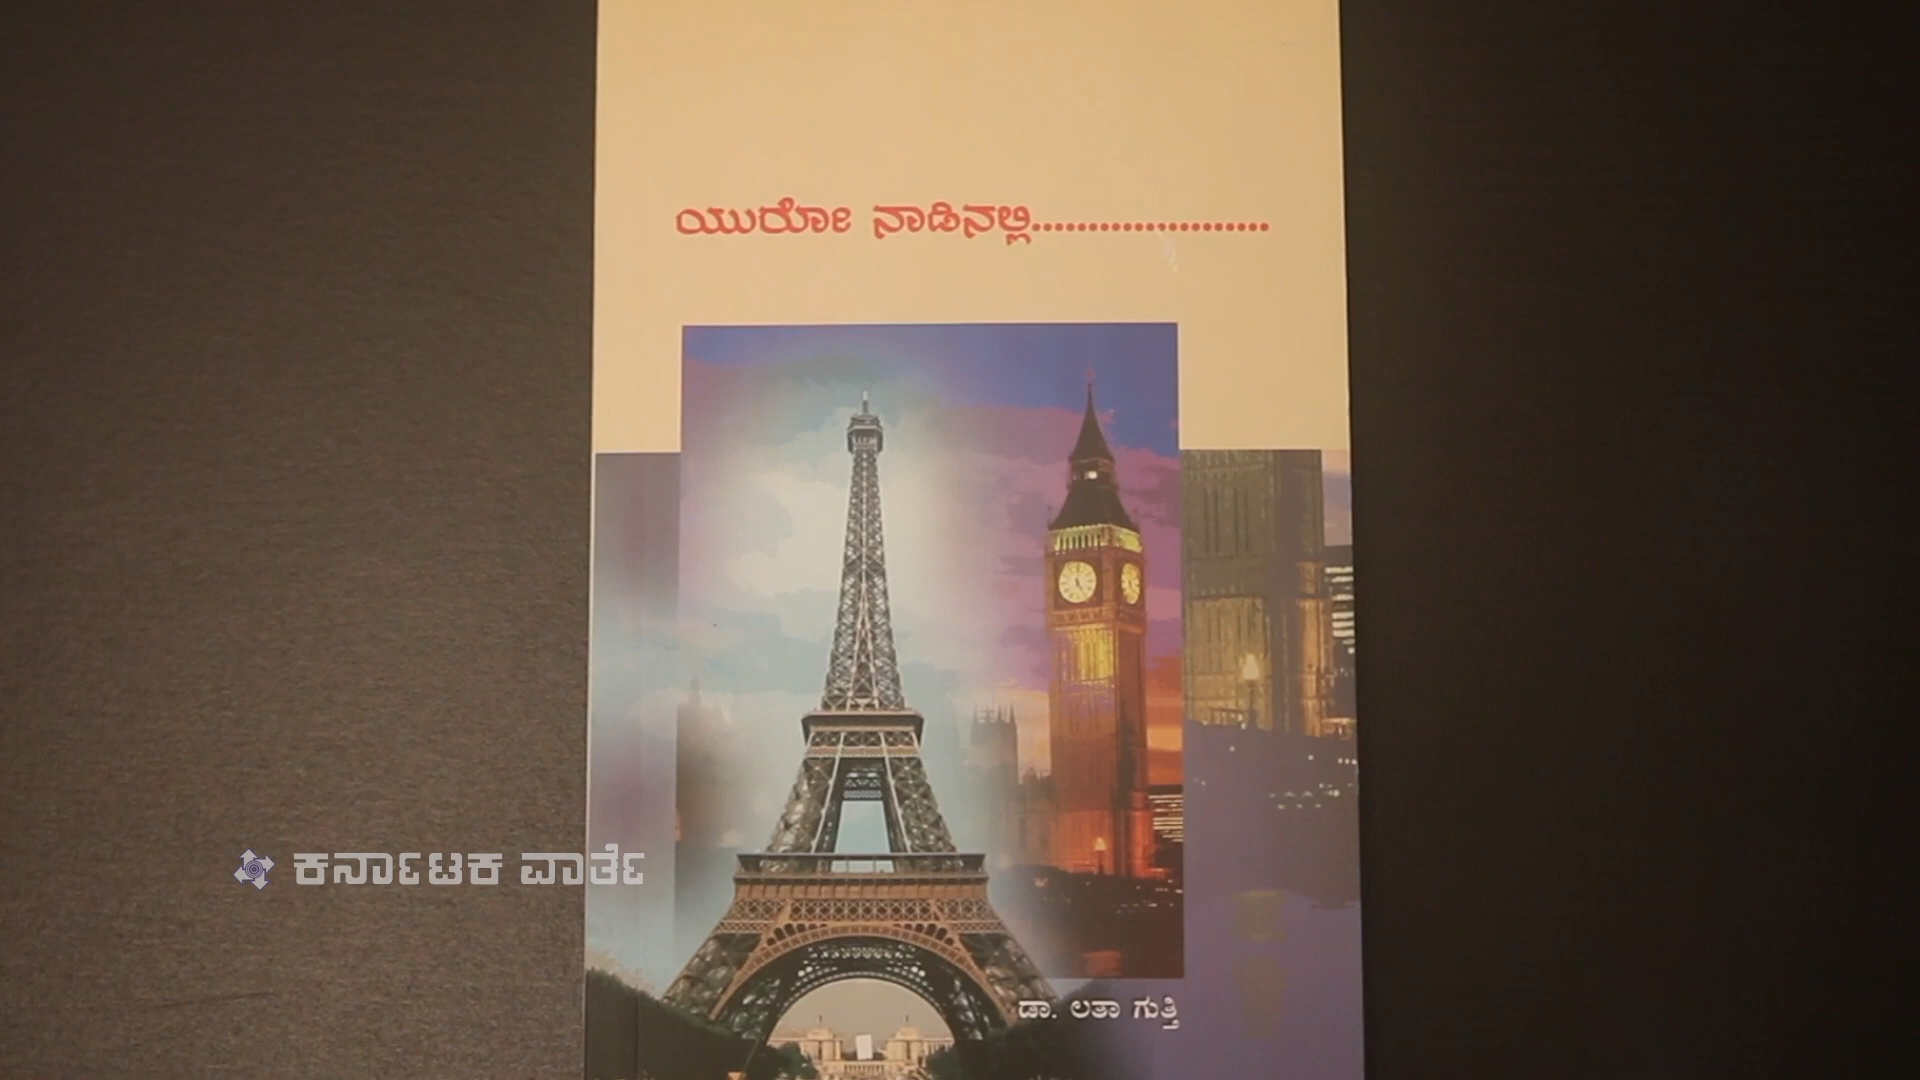 ಯುರೋ ನಾಡಿನಲ್ಲಿ.....................
ಕರ್ನಾಟಕ ವಾರ್ತೆ
ಡಾ. ಲತಾ ಗುತ್ತಿ